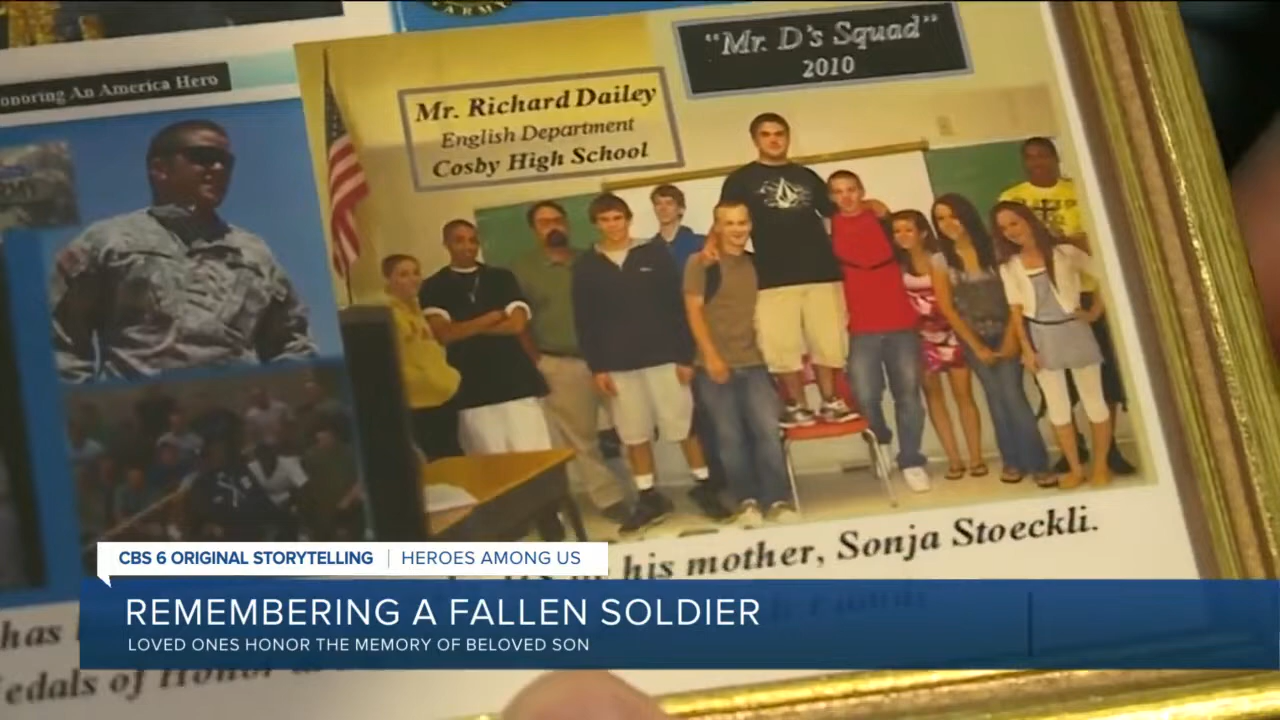 ARMY
onoring An America Hero
"Mr. D's Squad"
2010
Mr. Richard Dailey
English Department
Cosby High School
his mother, Sonja Stoeckli.
has
edals of Honor
CBS 6 ORIGINAL STORYTELLING | HEROES AMONG US
REMEMBERING A FALLEN SOLDIER
LOVED ONES HONOR THE MEMORY OF BELOVED SON